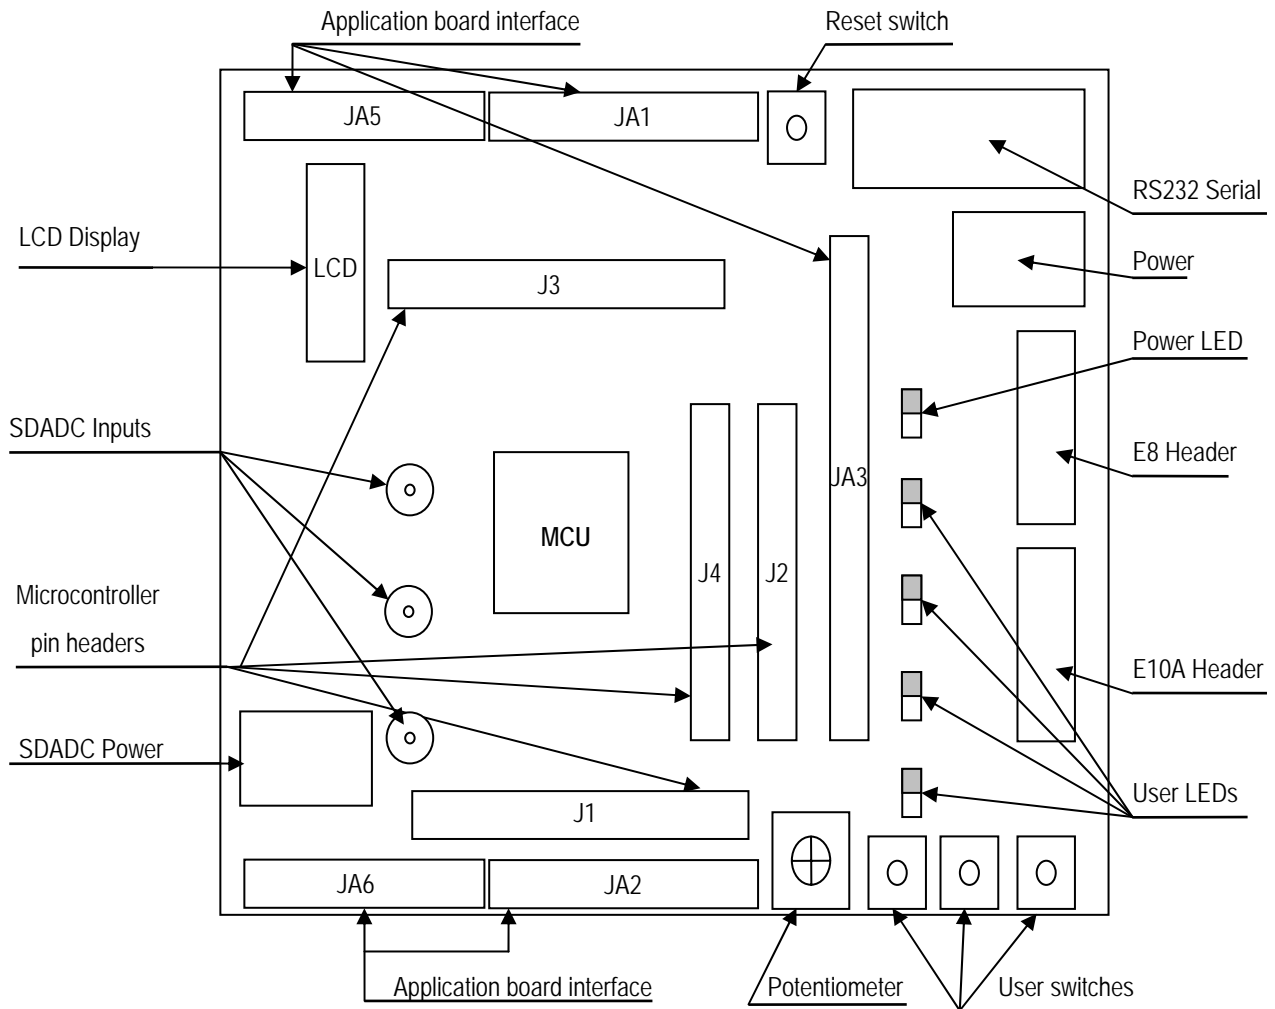 Application board interface
Reset switch
JA5
JA1
RS232 Serial
LCD Display
LCD
J3
Power
Power LED
SDADC Inputs
E8 Header
JA3
MCU
J4
J2
Microcontroller
pin headers
E10A Header
SDADC Power
User LEDs
J1
JA6
JA2
Application board interface
Potentiometer
User switches